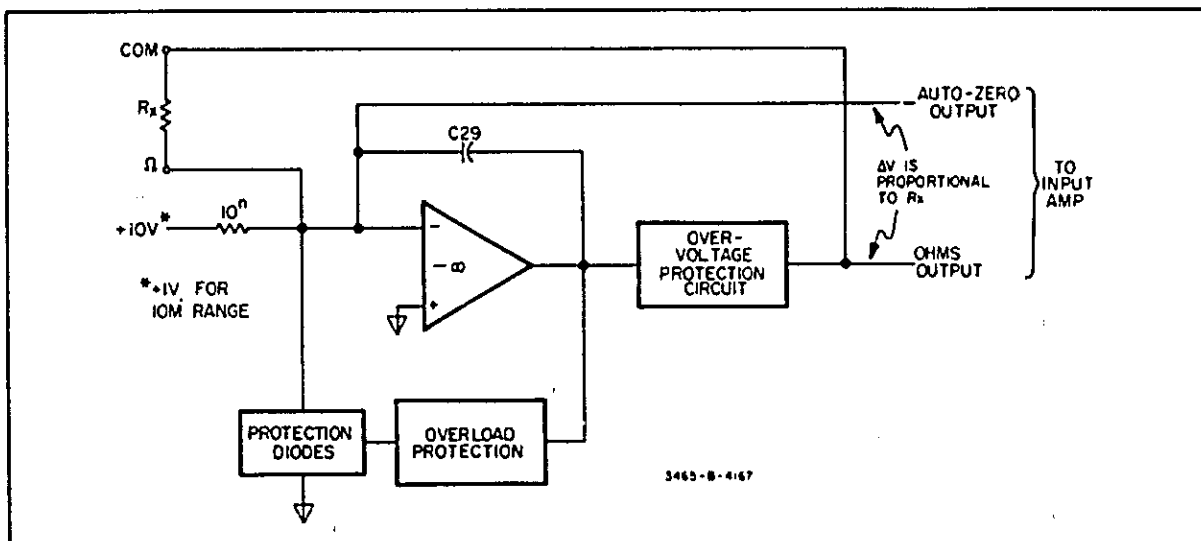 COM
Rx
Ω
+10V*
10ⁿ
*+1V FOR
10M RANGE
C29
-
-∞
+
PROTECTION
DIODES
OVERLOAD
PROTECTION
OVER-
VOLTAGE
PROTECTION
CIRCUIT
AUTO-ZERO
OUTPUT
ΔV IS
PROPORTIONAL
TO Rx
OHMS
OUTPUT
TO
INPUT
AMP
3465-B-4167